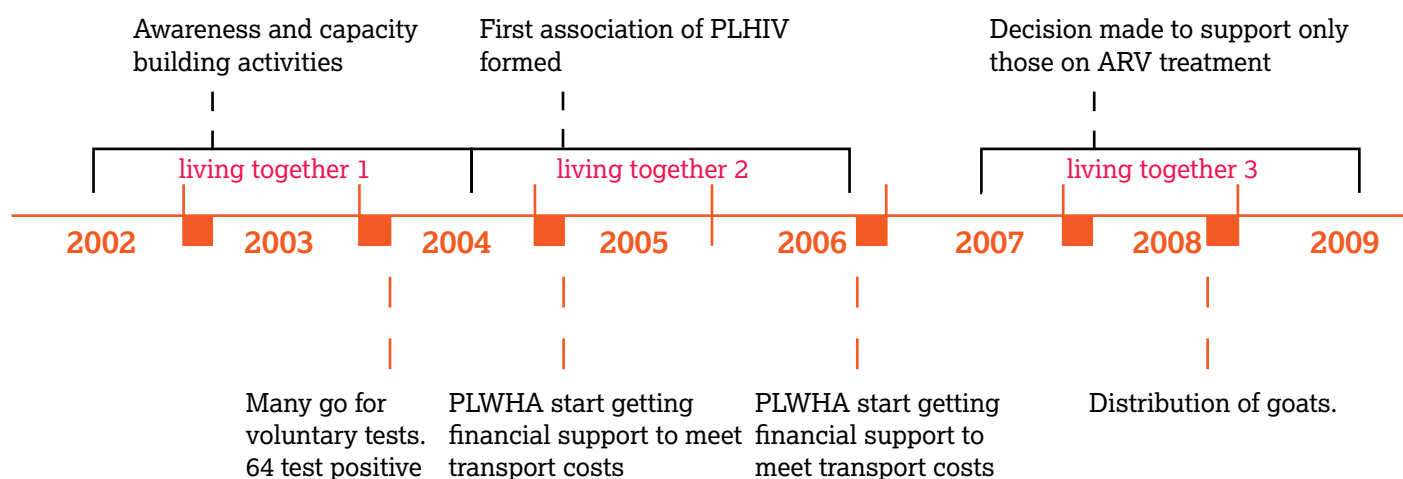 Awareness and capacity
building activities
First association of PLHIV
formed
Decision made to support only
those on ARV treatment
living together 1
living together 2
living together 3
2002
2003
2004
2005
2006
2007
2008
2009
Many go for
voluntary tests.
64 test positive
PLWHA start getting
financial support to meet
transport costs
PLWHA start getting
financial support to
meet transport costs
Distribution of goats.